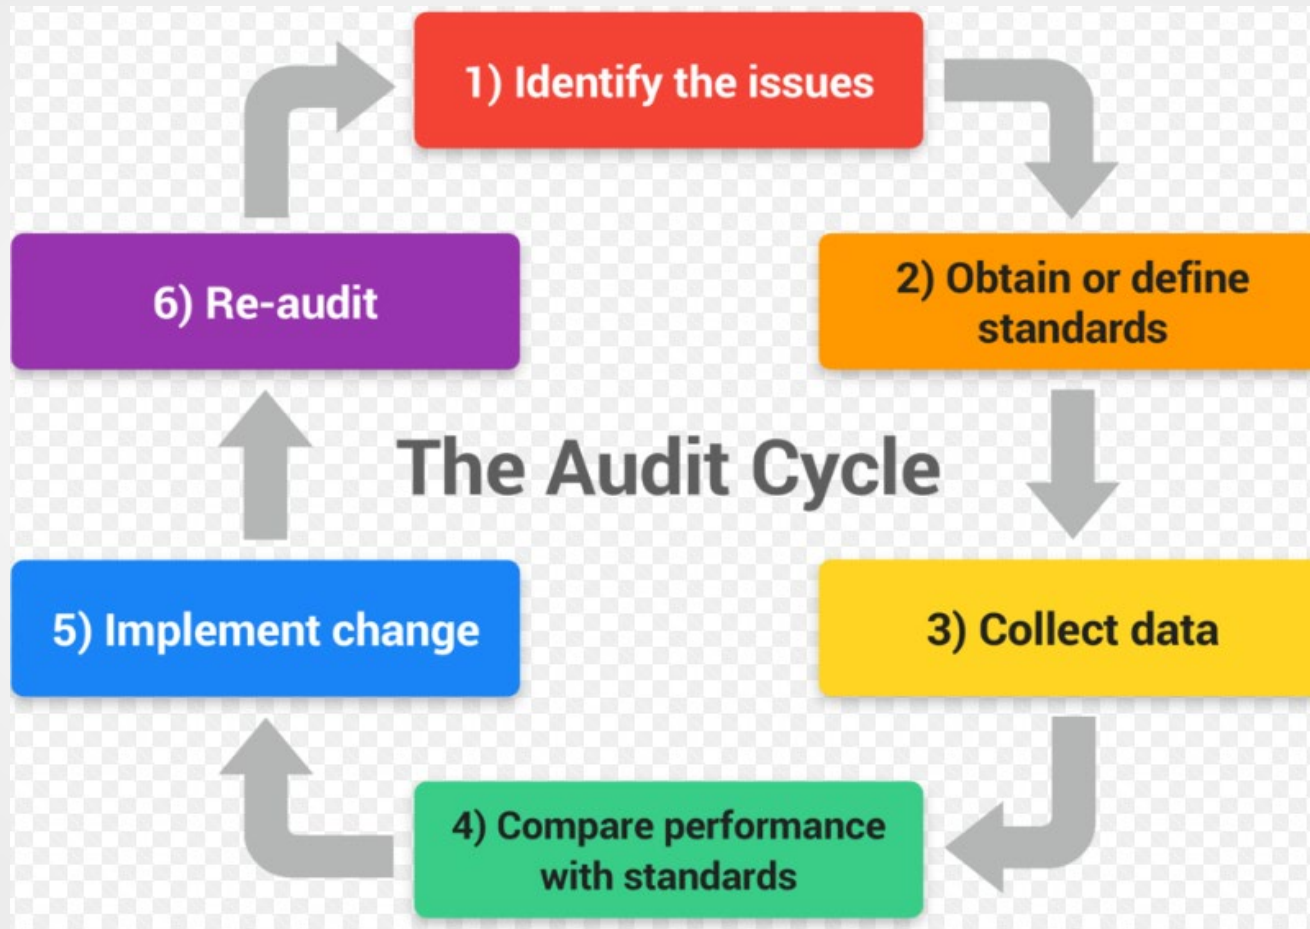 1) Identify the issues
2) Obtain or define
standards
3) Collect data
4) Compare performance
with standards
5) Implement change
6) Re-audit
The Audit Cycle